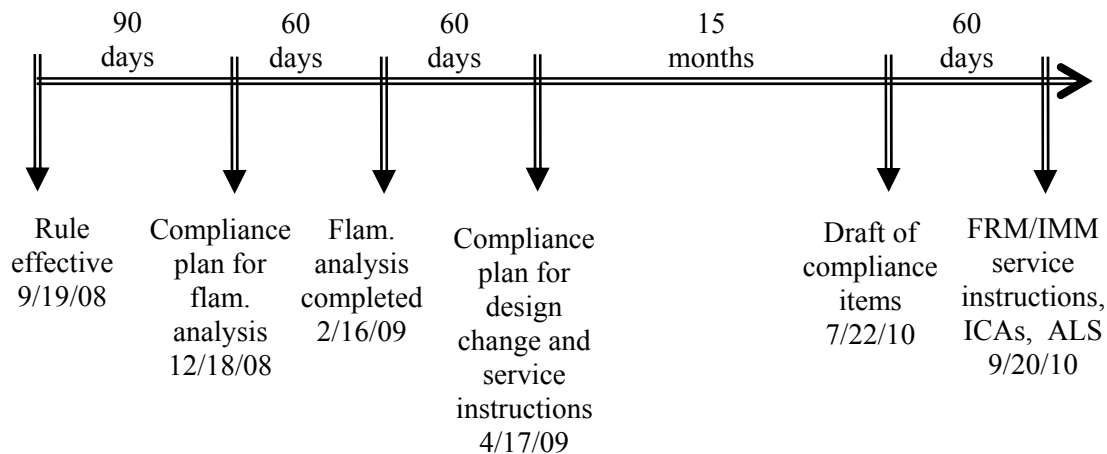 90
days
60
days
60
days
15
months
60
days
Rule
effective
9/19/08
Compliance
plan for
flam.
analysis
12/18/08
Flam.
analysis
completed
2/16/09
Compliance
plan for
design
change and
service
instructions
4/17/09
Draft of
compliance
items
7/22/10
FRM/IMM
service
instructions,
ICAs, ALS
9/20/10